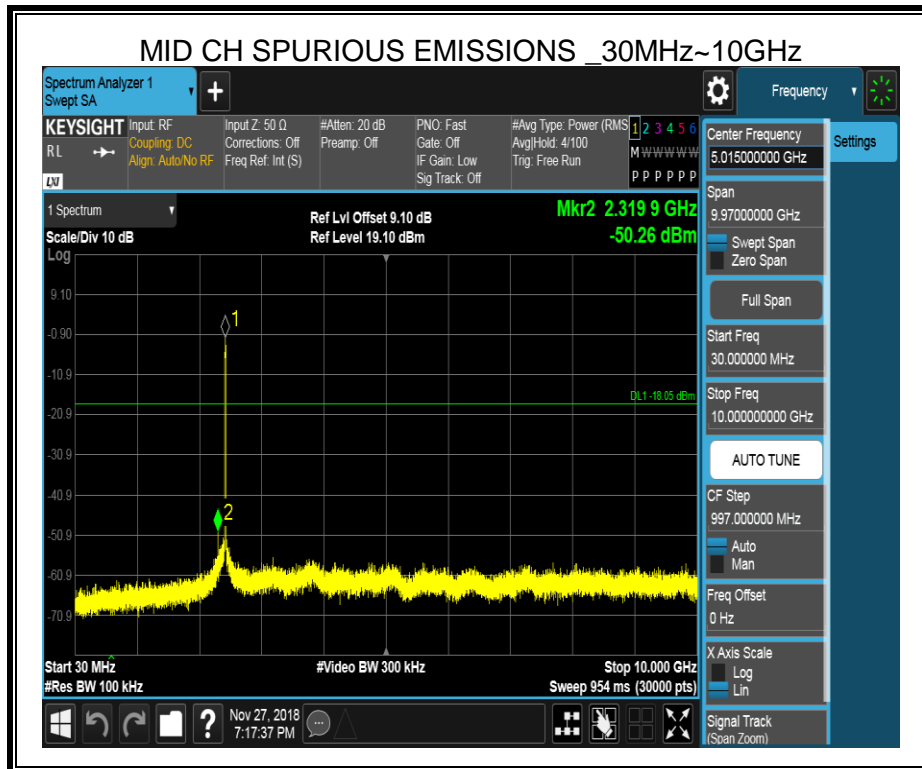 MID CH SPURIOUS EMISSIONS _30MHz~10GHz
Spectrum Analyzer 1
Swept SA
+
Frequency
KEYSIGHT
RL
LXI
Input: RF
Coupling: DC
Align: Auto/No RF
Input Z: 50 Ω
Corrections: Off
Freq Ref: Int (S)
#Atten: 20 dB
Preamp: Off
PNO: Fast
Gate: Off
IF Gain: Low
Sig Track: Off
#Avg Type: Power (RMS
Avg|Hold: 4/100
Trig: Free Run
1 2 3 4 5 6
M W W W W W
P P P P P P
Center Frequency
5.015000000 GHz
Settings
1 Spectrum
Scale/Div 10 dB
Ref Lvl Offset 9.10 dB
Ref Level 19.10 dBm
Mkr2 2.319 9 GHz
-50.26 dBm
Log
9.10
-0.90
-10.9
-20.9
-30.9
-40.9
-50.9
-60.9
-70.9
1
2
DL1 -18.05 dBm
Start 30 MHz
#Res BW 100 kHz
#Video BW 300 kHz
Stop 10.000 GHz
Sweep 954 ms (30000 pts)
Span
9.97000000 GHz
Swept Span
Zero Span
Full Span
Start Freq
30.000000 MHz
Stop Freq
10.000000000 GHz
AUTO TUNE
CF Step
997.000000 MHz
Auto
Man
Freq Offset
0 Hz
X Axis Scale
Log
Lin
Signal Track
(Span Zoom)
?
Nov 27, 2018
7:17:37 PM